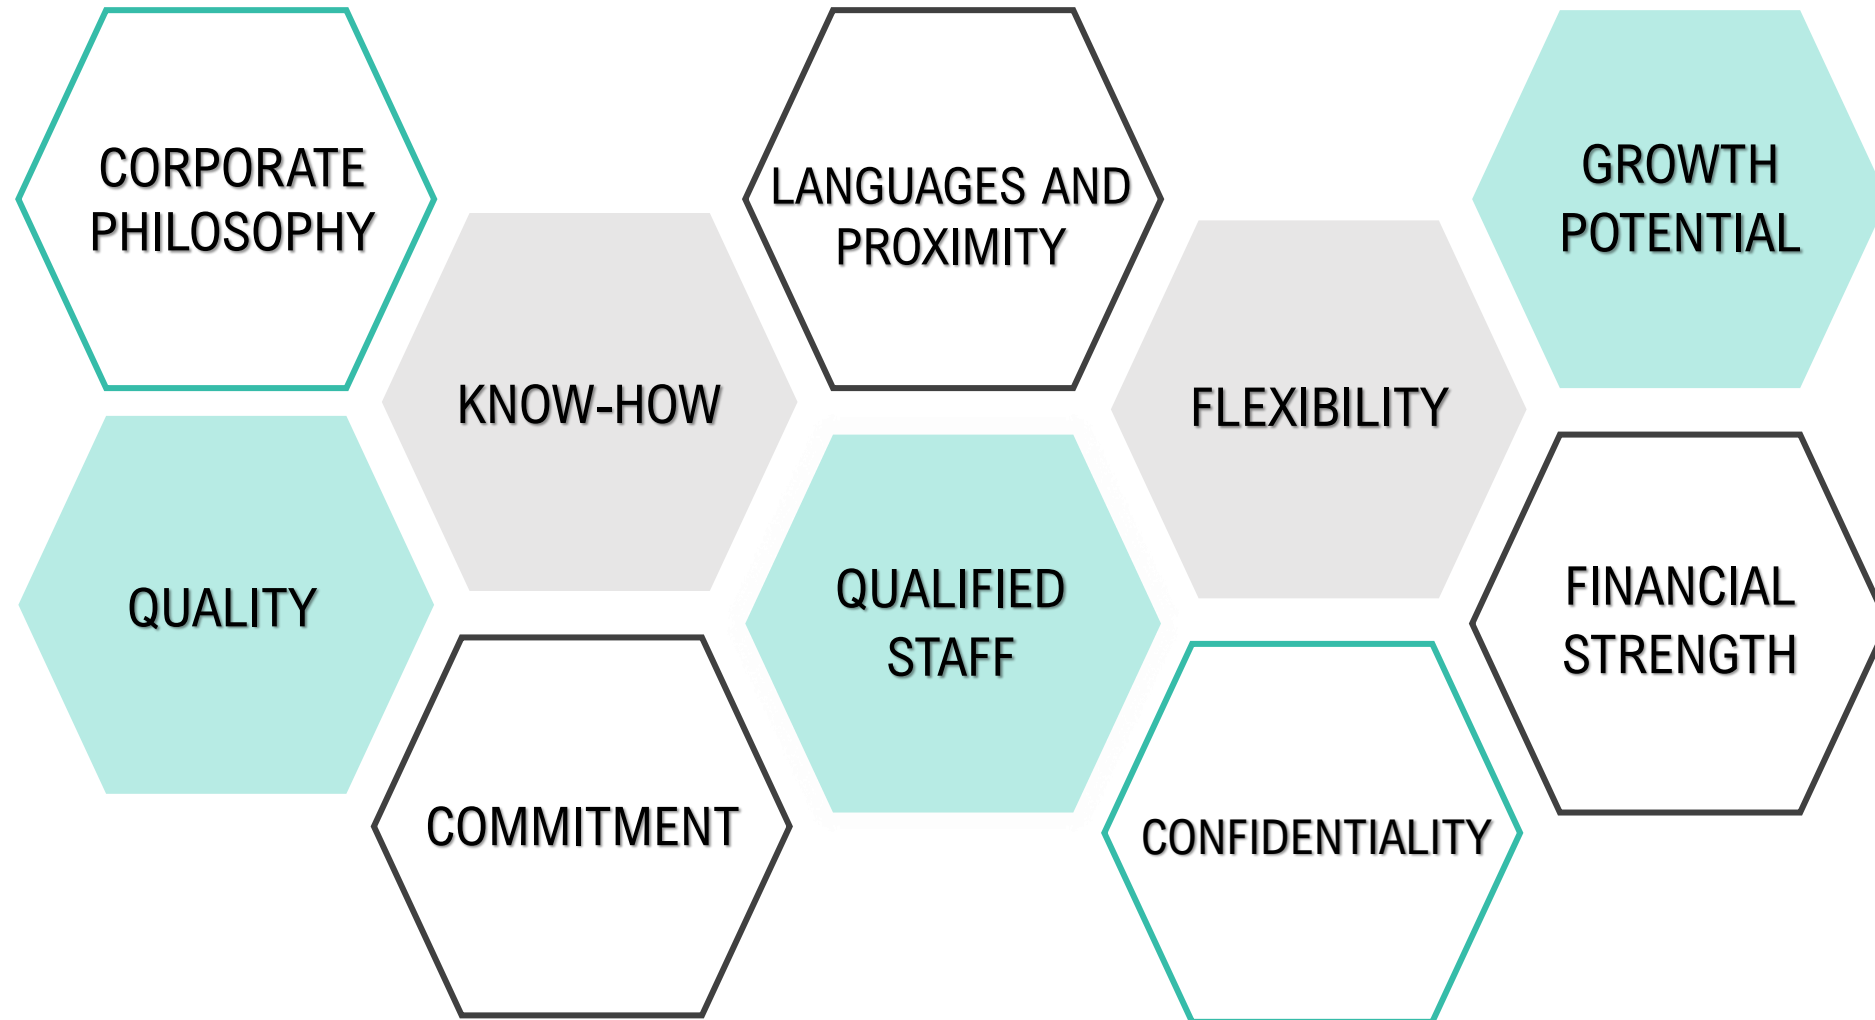 CORPORATE
PHILOSOPHY
LANGUAGES AND
PROXIMITY
GROWTH
POTENTIAL
KNOW-HOW
FLEXIBILITY
QUALITY
QUALIFIED
STAFF
FINANCIAL
STRENGTH
COMMITMENT
CONFIDENTIALITY